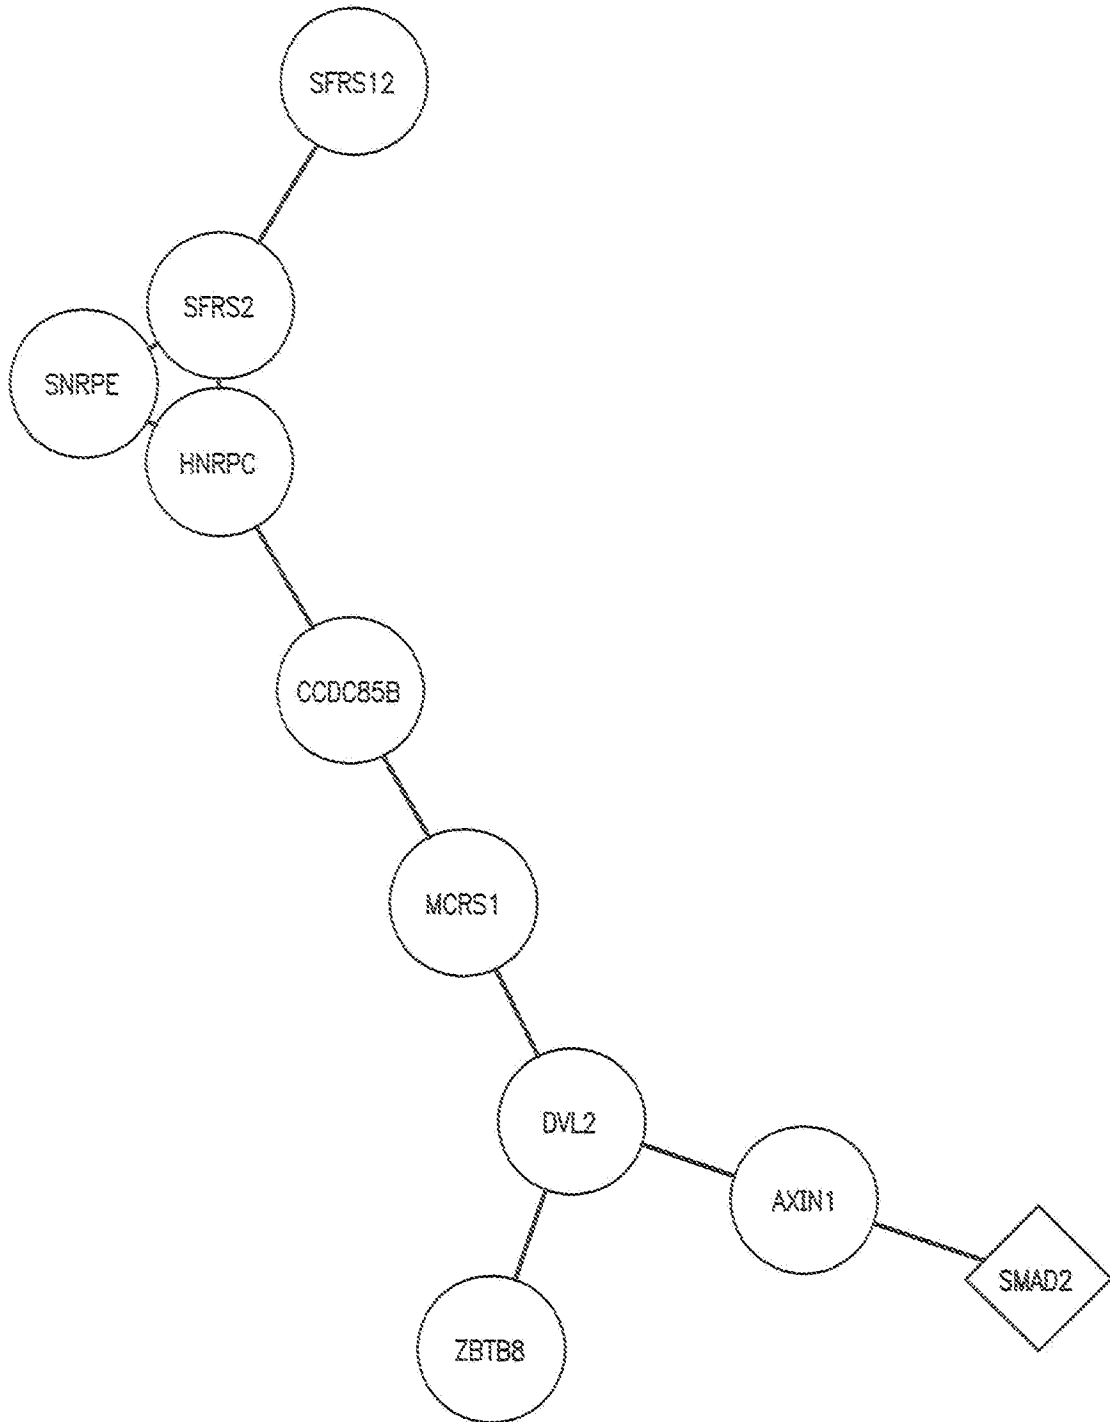 SFRS12
SFRS2
SNRPE
HNRPC
CCDC85B
MCRS1
DVL2
AXIN1
SMAD2
ZBTB8